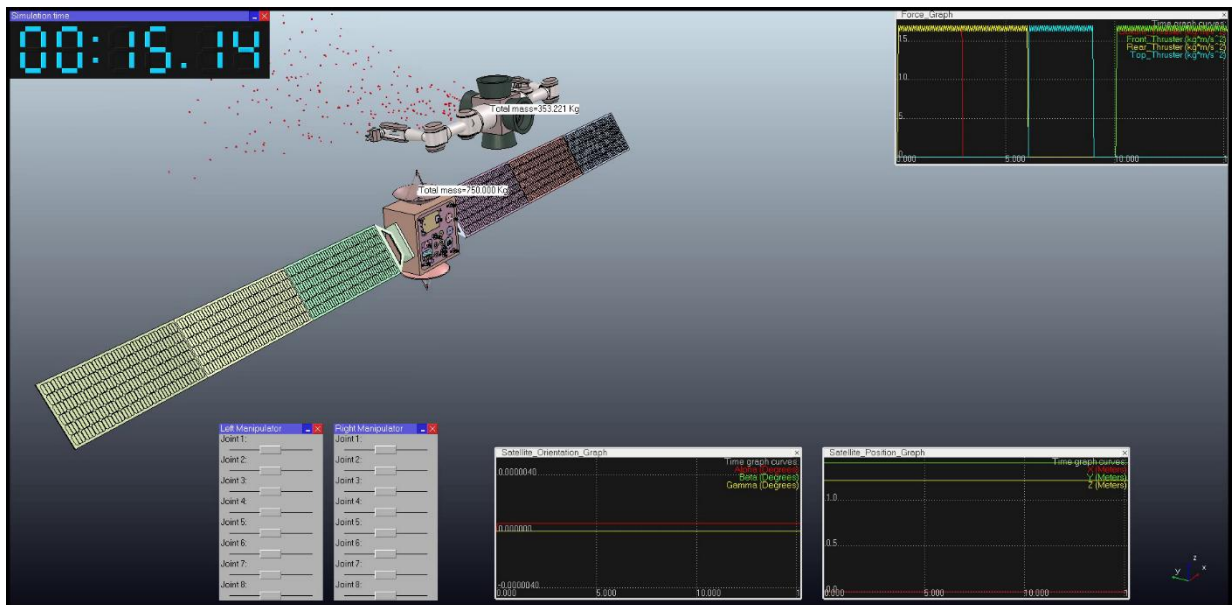 Simulation time
00:15.14
Total mass=353.221 Kg
Total mass=750.000 Kg
Force_Graph
Time graph curves:
Front_Thruster (kg*m/s^2)
Rear_Thruster (kg*m/s^2)
Top_Thruster (kg*m/s^2)
15.
10.
5.
0.
0.000 5.000 10.000 1
Left Manipulator
Joint 1:
Joint 2:
Joint 3:
Joint 4:
Joint 5:
Joint 6:
Joint 7:
Joint 8:
Right Manipulator
Joint 1:
Joint 2:
Joint 3:
Joint 4:
Joint 5:
Joint 6:
Joint 7:
Joint 8:
Satellite_Orientation_Graph
Time graph curves:
Alpha (Degrees)
Beta (Degrees)
Gamma (Degrees)
0.0000040
0.000000
-0.0000040
0.000 5.000 10.000 1
Satellite_Position_Graph
Time graph curves:
X (Meters)
Y (Meters)
Z (Meters)
1.0
0.5
0.0
0.000 5.000 10.000 1
z
y
x